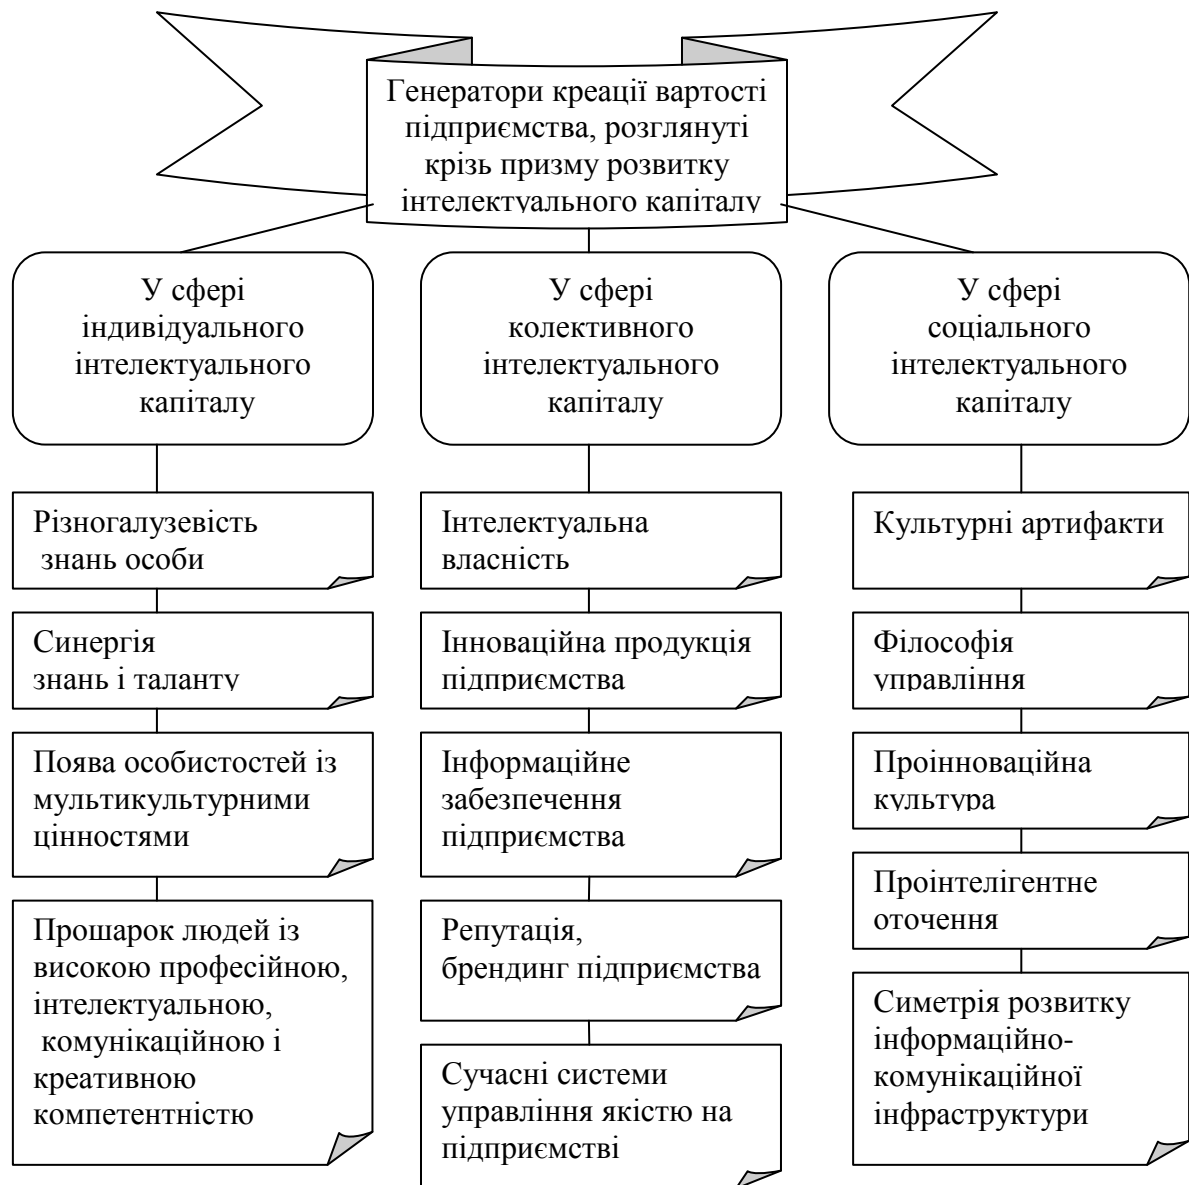 Генератори креації вартості
підприємства, розглянуті
крізь призму розвитку
інтелектуального капіталу
У сфері
індивідуального
інтелектуального
капіталу
У сфері
колективного
інтелектуального
капіталу
У сфері
соціального
інтелектуального
капіталу
Різногалузевість
знань особи
Синергія
знань і таланту
Поява особистостей із
мультикультурними
цінностями
Прошарок людей із
високою професійною,
інтелектуальною,
комунікаційною і
креативною
компетентністю
Інтелектуальна
власність
Інноваційна продукція
підприємства
Інформаційне
забезпечення
підприємства
Репутація,
брендинг підприємства
Сучасні системи
управління якістю на
підприємстві
Культурні артифакти
Філософія
управління
Проінноваційна
культура
Проінтелігентне
оточення
Симетрія розвитку
інформаційно-
комунікаційної
інфраструктури